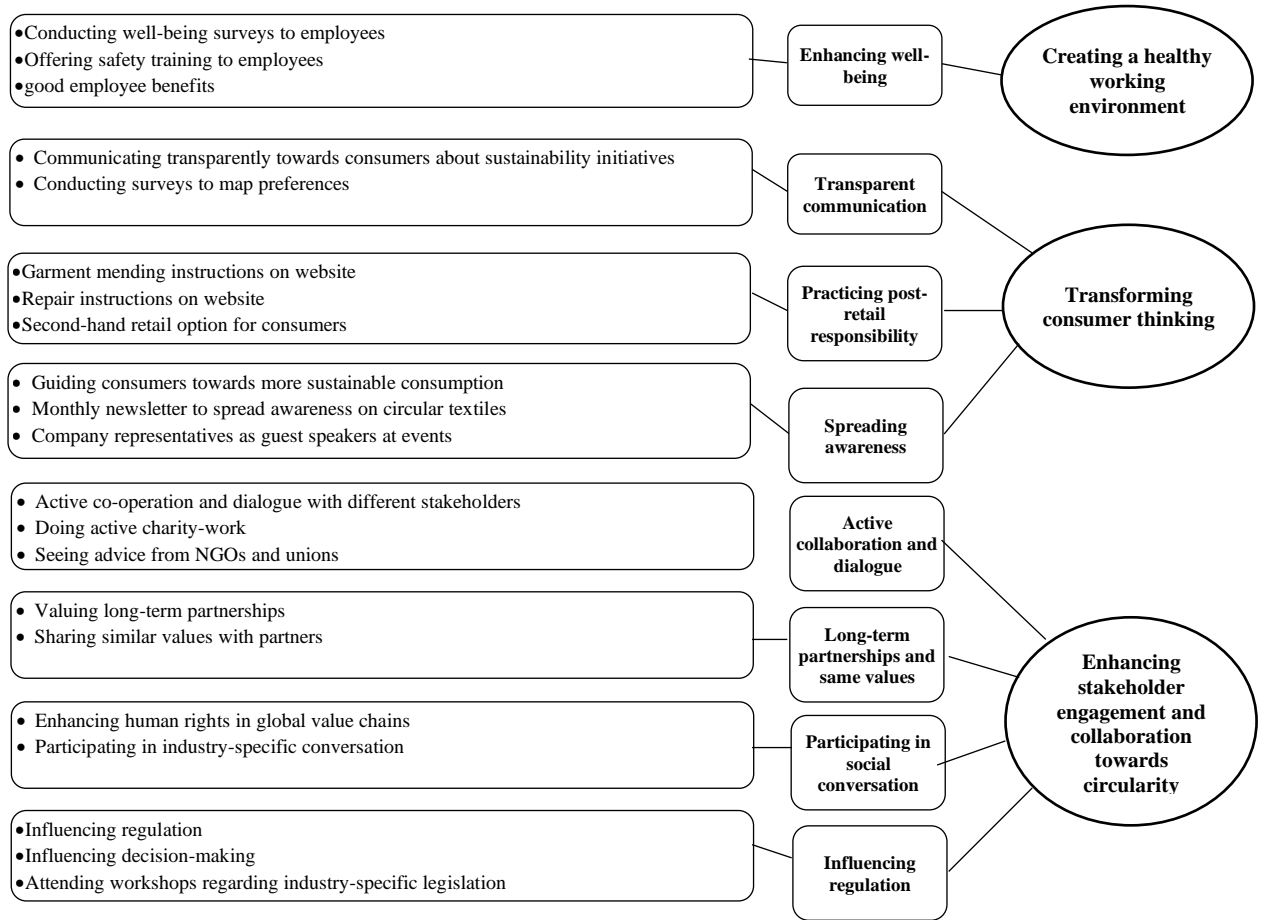 •Conducting well-being surveys to employees
•Offering safety training to employees
•good employee benefits
Enhancing well-
being
Creating a healthy
working
environment
• Communicating transparently towards consumers about sustainability initiatives
• Conducting surveys to map preferences
Transparent
communication
•Garment mending instructions on website
•Repair instructions on website
•Second-hand retail option for consumers
Practicing post-
retail
responsibility
Transforming
consumer thinking
• Guiding consumers towards more sustainable consumption
• Monthly newsletter to spread awareness on circular textiles
• Company representatives as guest speakers at events
Spreading
awareness
• Active co-operation and dialogue with different stakeholders
• Doing active charity-work
• Seeing advice from NGOs and unions
Active
collaboration and
dialogue
• Valuing long-term partnerships
• Sharing similar values with partners
Long-term
partnerships and
same values
Enhancing
stakeholder
engagement and
collaboration
towards
circularity
• Enhancing human rights in global value chains
• Participating in industry-specific conversation
Participating in
social
conversation
•Influencing regulation
•Influencing decision-making
•Attending workshops regarding industry-specific legislation
Influencing
regulation